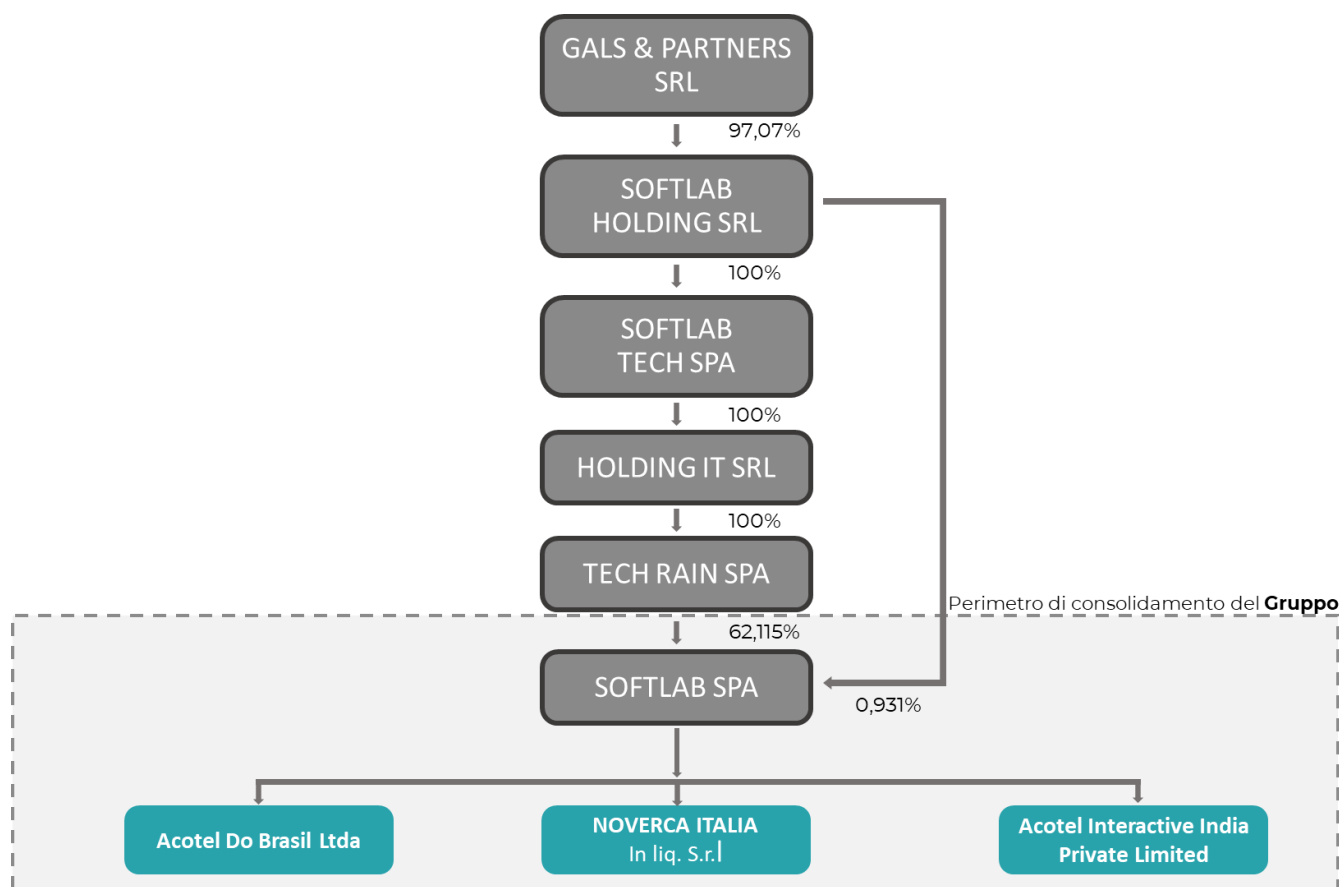 GALS & PARTNERS
SRL
97,07%
SOFTLAB
HOLDING SRL
100%
SOFTLAB
TECH SPA
100%
HOLDING IT SRL
100%
TECH RAIN SPA
Perimetro di consolidamento del Gruppo
62,115%
SOFTLAB SPA
0,931%
Acotel Do Brasil Ltda
NOVERCA ITALIA
In liq. S.r.l
Acotel Interactive India
Private Limited